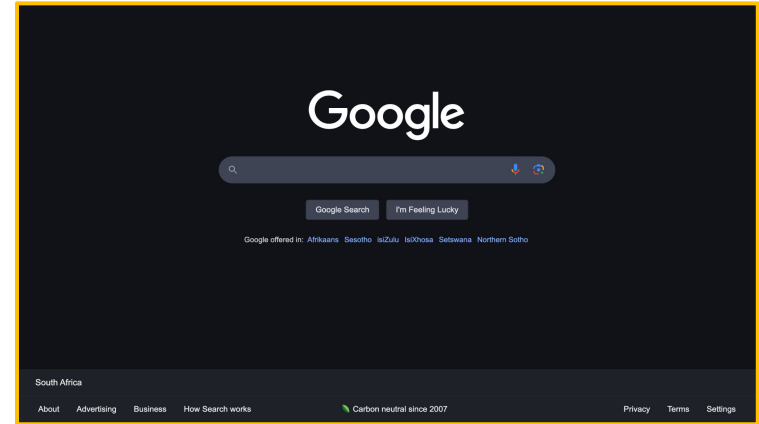 Google
Google Search I'm Feeling Lucky
Google offered in: Afrikaans Sesotho isiZulu IsiXhosa Setswana Northern Sotho
South Africa
About Advertising Business How Search works Carbon neutral since 2007 Privacy Terms Settings